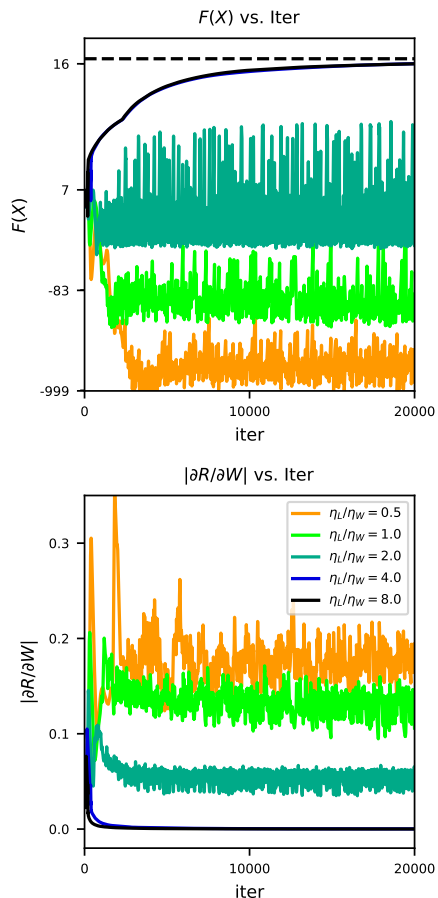 F(X) vs. Iter
16
7
-83
-999
F(X)
0
10000
20000
iter
|∂R/∂W| vs. Iter
0.3
0.2
0.1
0.0
|∂R/∂W|
η_L/η_W = 0.5
η_L/η_W = 1.0
η_L/η_W = 2.0
η_L/η_W = 4.0
η_L/η_W = 8.0
0
10000
20000
iter